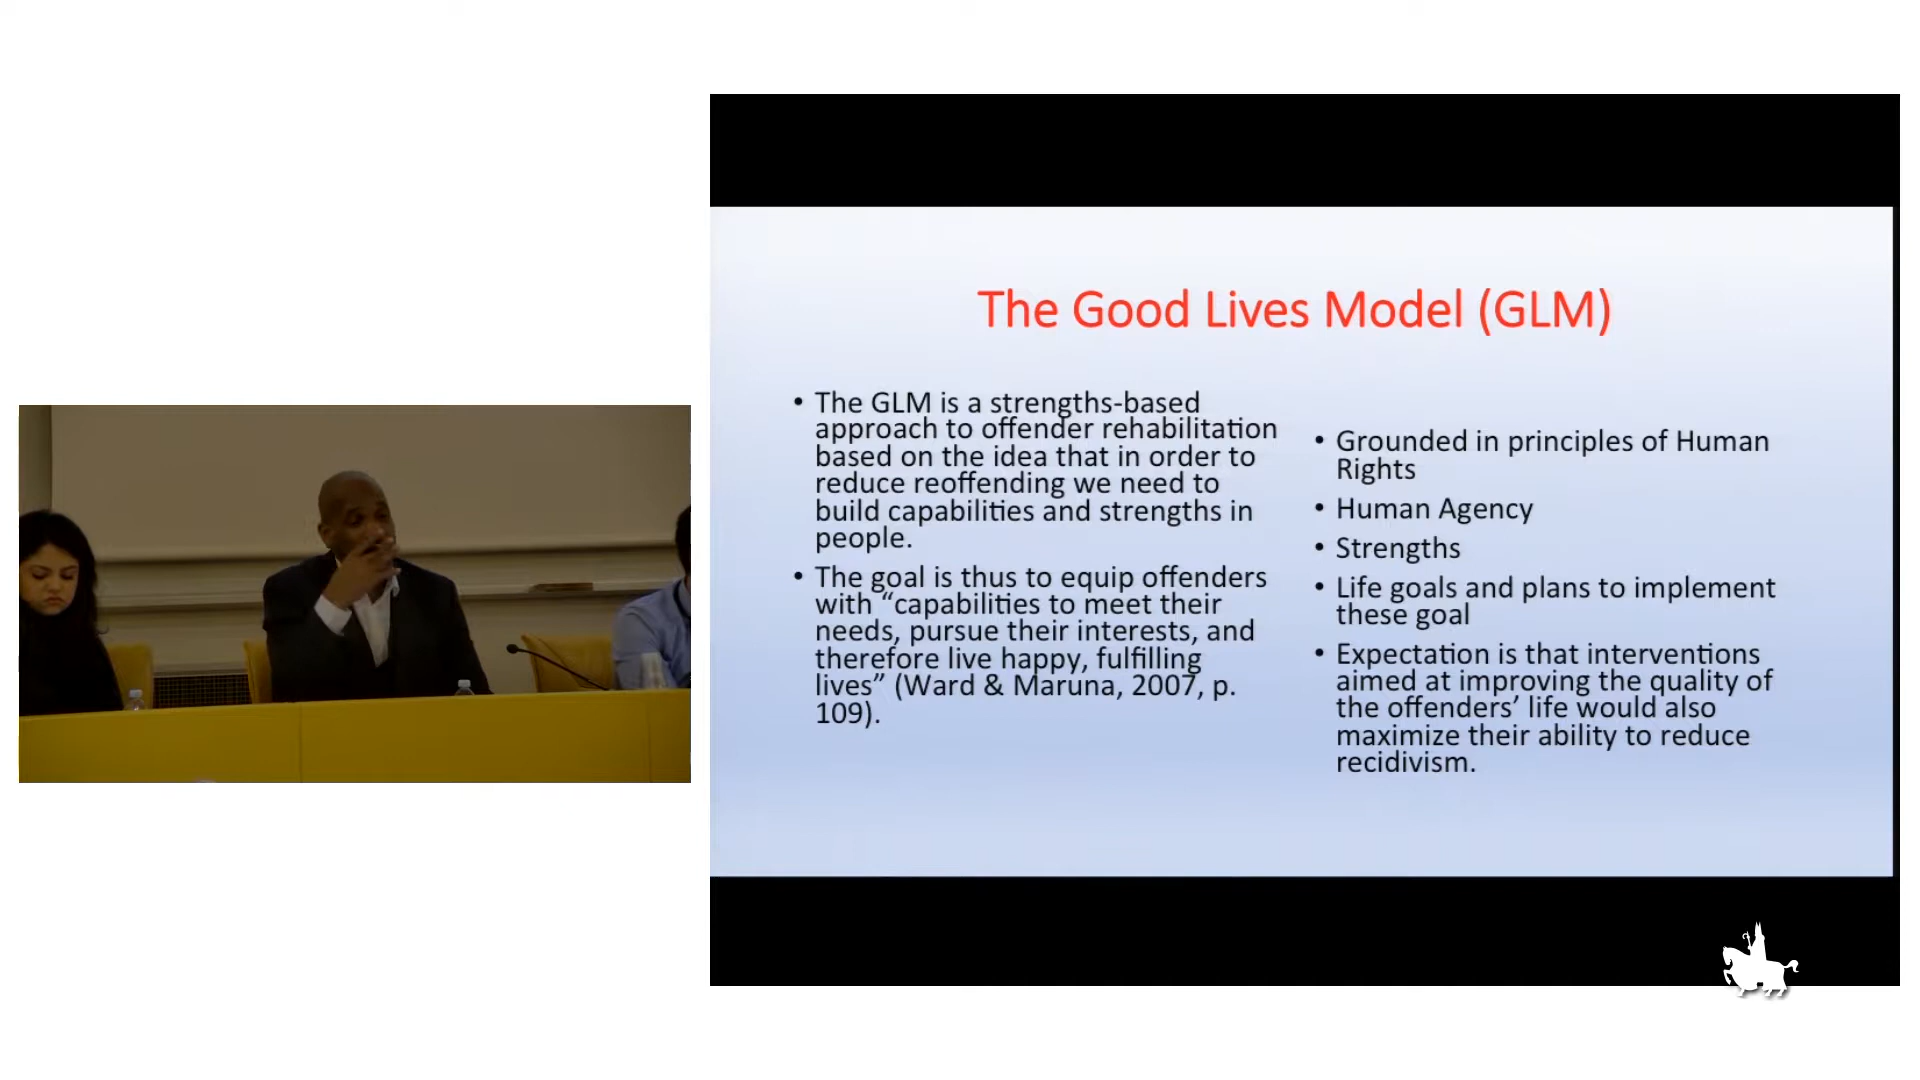 The Good Lives Model (GLM)
• The GLM is a strengths-based
approach to offender rehabilitation
based on the idea that in order to
reduce reoffending we need to
build capabilities and strengths in
people.
• The goal is thus to equip offenders
with “capabilities to meet their
needs, pursue their interests, and
therefore live happy, fulfilling
lives” (Ward & Maruna, 2007, p.
109).
• Grounded in principles of Human
Rights
• Human Agency
• Strengths
• Life goals and plans to implement
these goal
• Expectation is that interventions
aimed at improving the quality of
the offenders’ life would also
maximize their ability to reduce
recidivism.